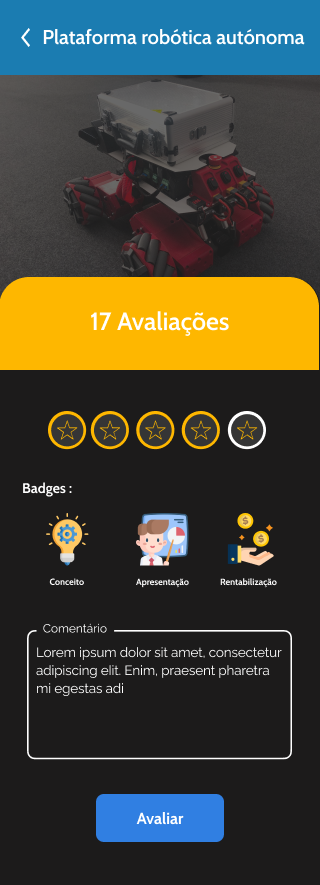 Plataforma robótica autónoma
17 Avaliações
Badges :
Conceito
Apresentação
Rentabilização
Comentário
Lorem ipsum dolor sit amet, consectetur
adipiscing elit. Enim, praesent pharetra
mi egestas adi
Avaliar